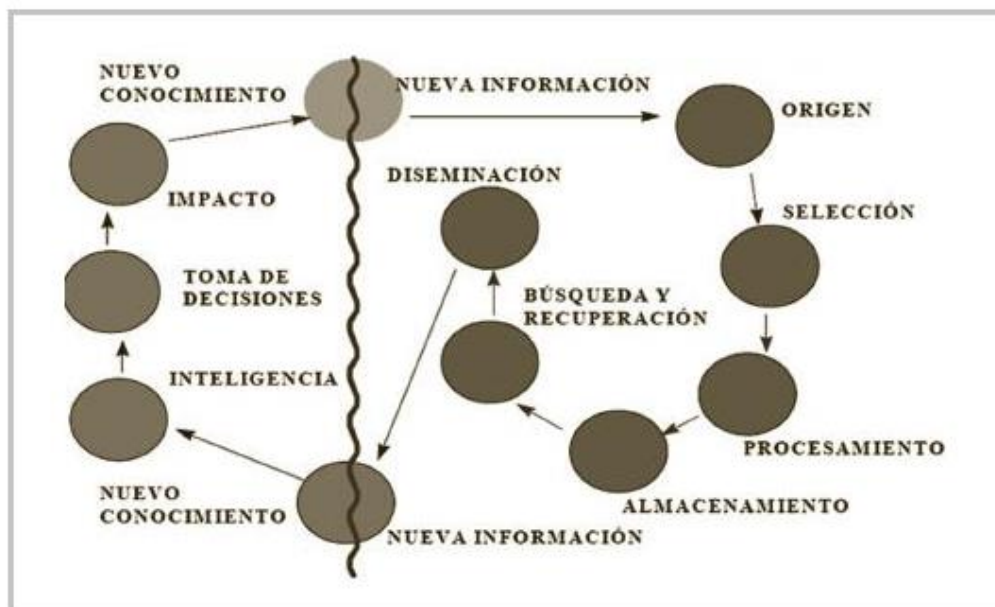 NUEVO
CONOCIMIENTO
NUEVA INFORMACIÓN
ORIGEN
DISEMINACIÓN
IMPACTO
SELECCIÓN
TOMA DE
DECISIONES
BÚSQUEDA Y
RECUPERACIÓN
INTELIGENCIA
PROCESAMIENTO
NUEVO
CONOCIMIENTO
ALMACENAMIENTO
NUEVA INFORMACIÓN